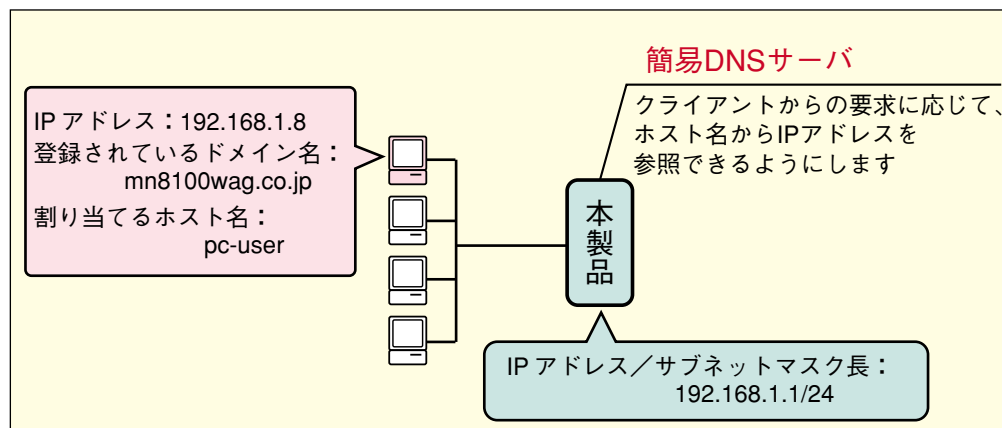 簡易DNSサーバ
クライアントからの要求に応じて、
ホスト名からIPアドレスを
参照できるようにします
IP アドレス：192.168.1.8
登録されているドメイン名：
mn8100wag.co.jp
割り当てるホスト名：
pc-user
本製品
IP アドレス／サブネットマスク長：
192.168.1.1/24